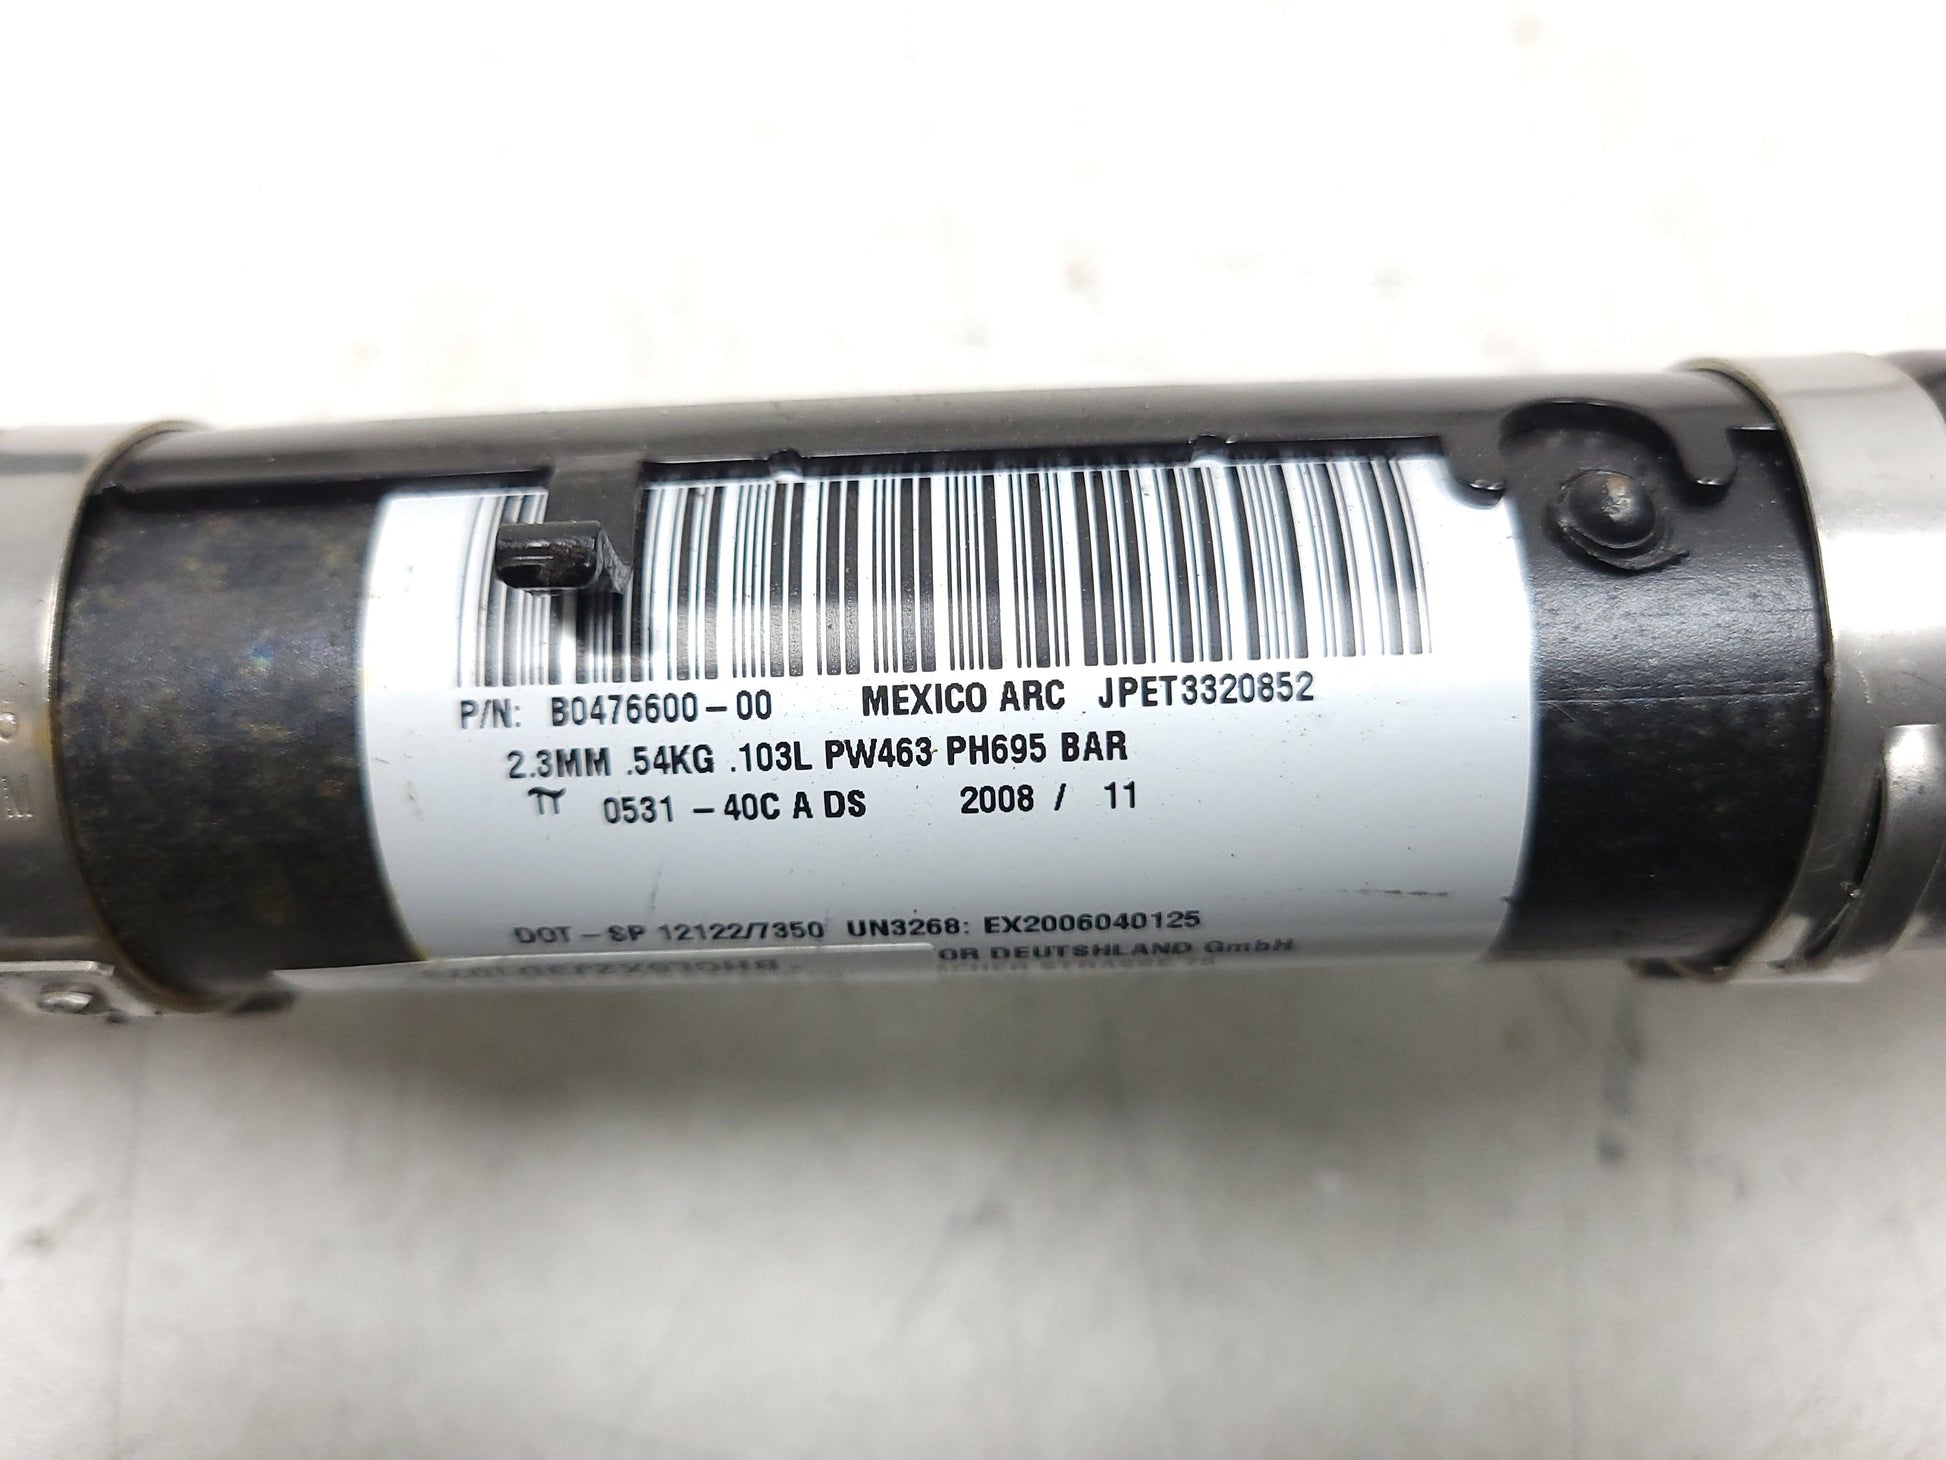 P/N: B0476600-00 MEXICO ARC JPET3320852
2.3MM .54KG .103L PW463 PH695 BAR
π 0531 -40C A DS 2008 / 11
DOT-SP 12122/7350 UN3268: EX2006040125
OR DEUTSHLAND GmbH